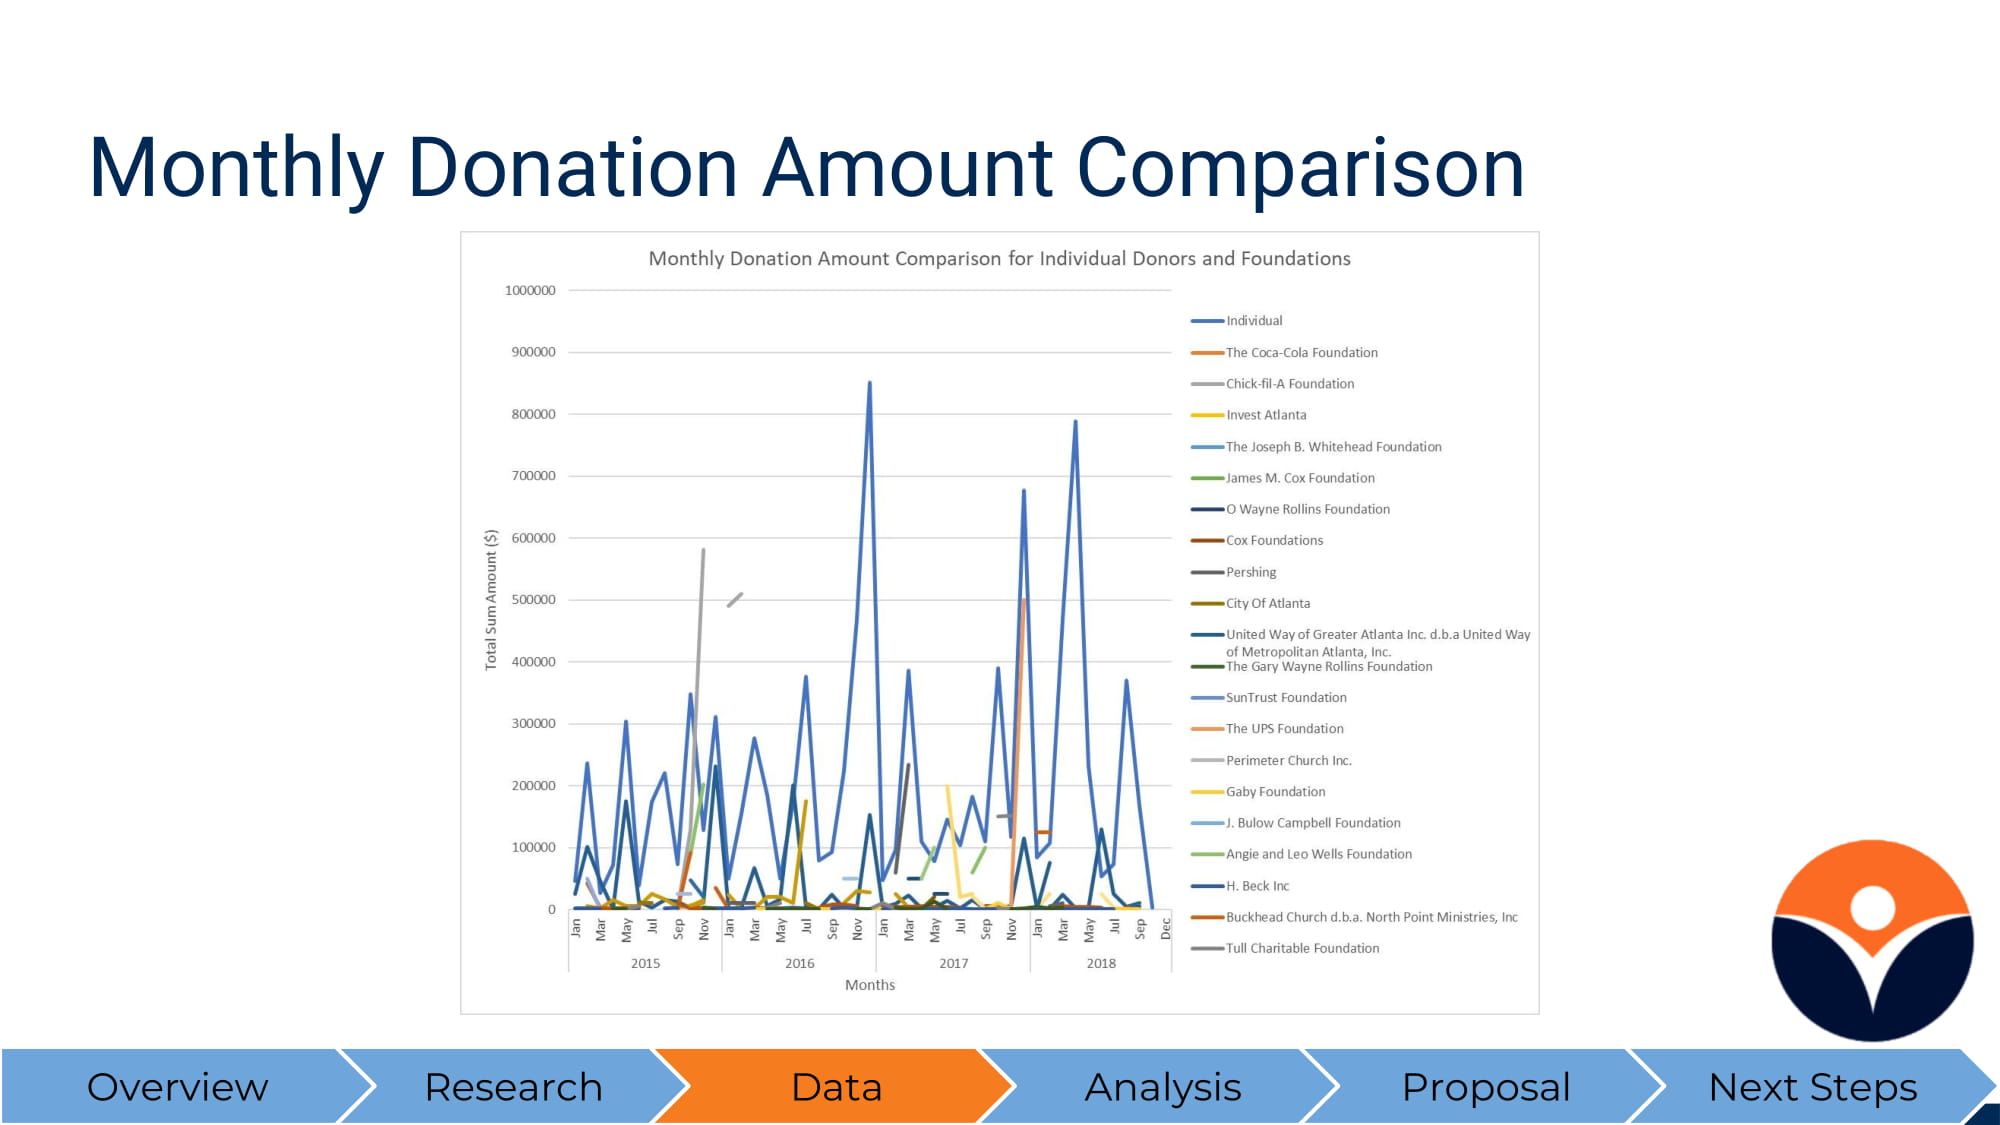 Monthly Donation Amount Comparison
Monthly Donation Amount Comparison for Individual Donors and Foundations
Total Sum Amount ($)
1000000
900000
800000
700000
600000
500000
400000
300000
200000
100000
0
Jan Mar May Jul Sep Nov Jan Mar May Jul Sep Nov Jan Mar May Jul Sep Nov Jan Mar May Jul Sep Dec
2015 2016 2017 2018
Months
Individual
The Coca-Cola Foundation
Chick-fil-A Foundation
Invest Atlanta
The Joseph B. Whitehead Foundation
James M. Cox Foundation
O Wayne Rollins Foundation
Cox Foundations
Pershing
City Of Atlanta
United Way of Greater Atlanta Inc. d.b.a United Way
of Metropolitan Atlanta, Inc.
The Gary Wayne Rollins Foundation
SunTrust Foundation
The UPS Foundation
Perimeter Church Inc.
Gaby Foundation
J. Bulow Campbell Foundation
Angie and Leo Wells Foundation
H. Beck Inc
Buckhead Church d.b.a. North Point Ministries, Inc
Tull Charitable Foundation
Overview Research Data Analysis Proposal Next Steps